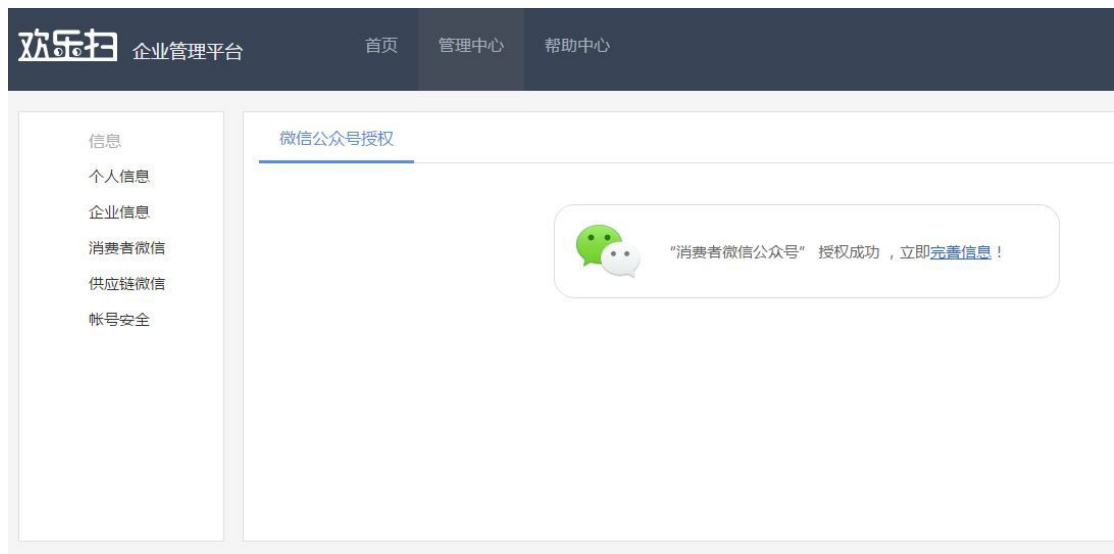 欢乐扫 企业管理平台 首页 管理中心 帮助中心
信息
个人信息
企业信息
消费者微信
供应链微信
帐号安全
微信公众号授权
“消费者微信公众号” 授权成功 ，立即完善信息！